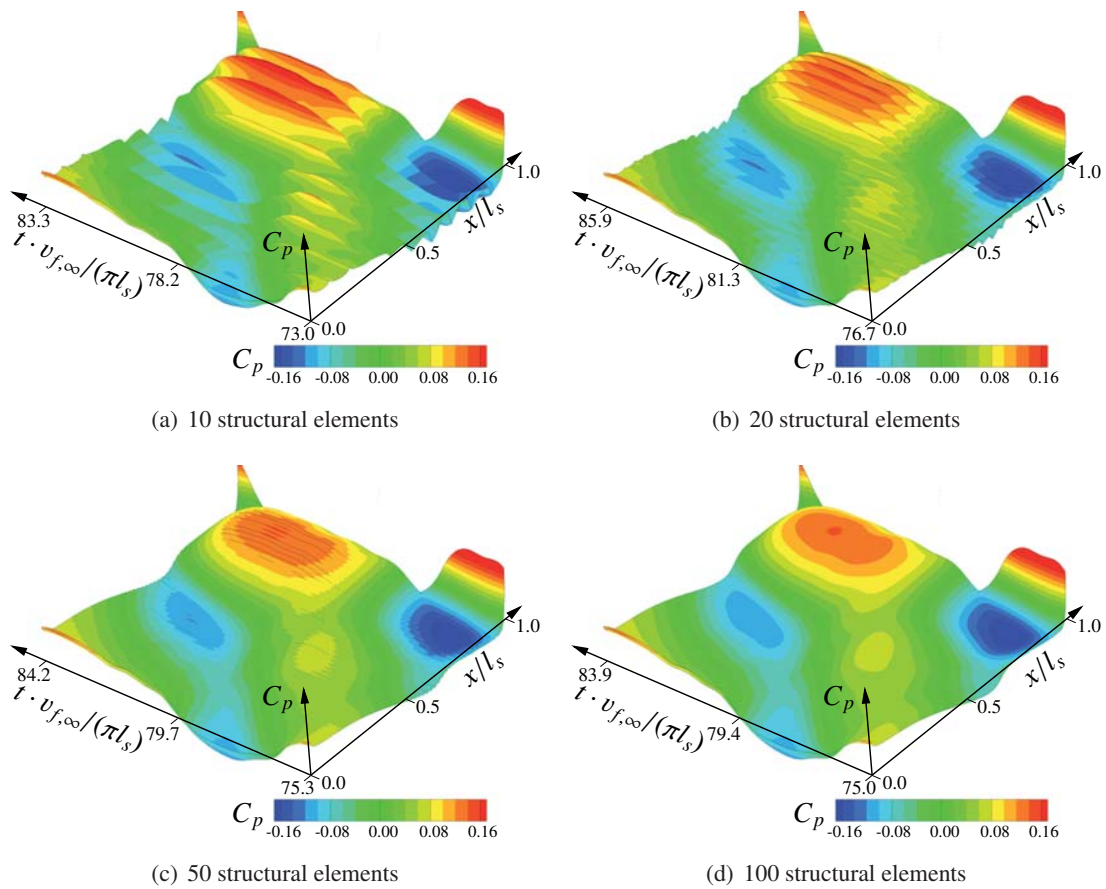 1.0
0.5
x/l_s
C_p
83.3
78.2
t · v_{f,∞}/(πl_s)
73.0
0.0
C_p
-0.16 -0.08 0.00 0.08 0.16
(a) 10 structural elements
1.0
0.5
x/l_s
C_p
85.9
81.3
t · v_{f,∞}/(πl_s)
76.7
0.0
C_p
-0.16 -0.08 0.00 0.08 0.16
(b) 20 structural elements
1.0
0.5
x/l_s
C_p
84.2
79.7
t · v_{f,∞}/(πl_s)
75.3
0.0
C_p
-0.16 -0.08 0.00 0.08 0.16
(c) 50 structural elements
1.0
0.5
x/l_s
C_p
83.9
79.4
t · v_{f,∞}/(πl_s)
75.0
0.0
C_p
-0.16 -0.08 0.00 0.08 0.16
(d) 100 structural elements